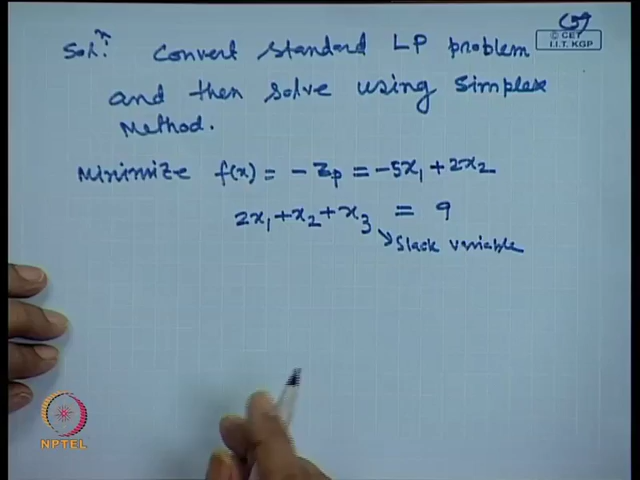 Solⁿ: Convert standard LP problem
and then solve using Simplex
Method.
Minimize f(x) = -Zp = -5x₁ + 2x₂
2x₁ + x₂ + x₃ = 9
Slack variable
© CET
I.I.T. KGP
NPTEL